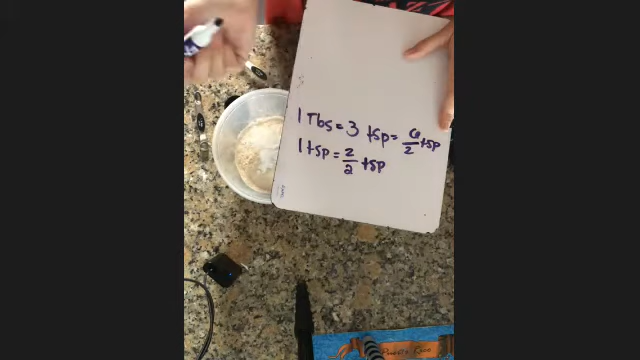 1 Tbs = 3 tsp = 6/2 tsp
1 tsp = 2/2 tsp